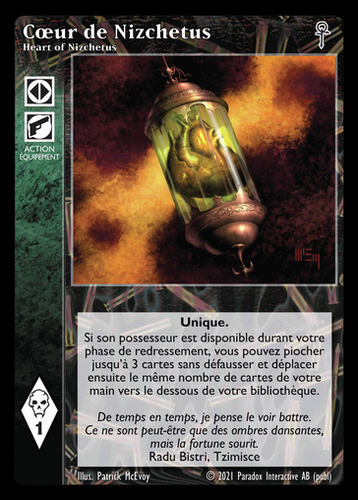 Cœur de Nizchetus
Heart of Nizchetus
ACTION
ÉQUIPEMENT
Unique.
Si son possesseur est disponible durant votre
phase de redressement, vous pouvez piocher
jusqu'à 3 cartes sans défausser et déplacer
ensuite le même nombre de cartes de votre
main vers le dessous de votre bibliothèque.
De temps en temps, je pense le voir battre.
Ce ne sont peut-être que des ombres dansantes,
mais la fortune sourit.
Radu Bistri, Tzimisce
1
Illus. Patrick McEvoy
© 2021 Paradox Interactive AB (publ)